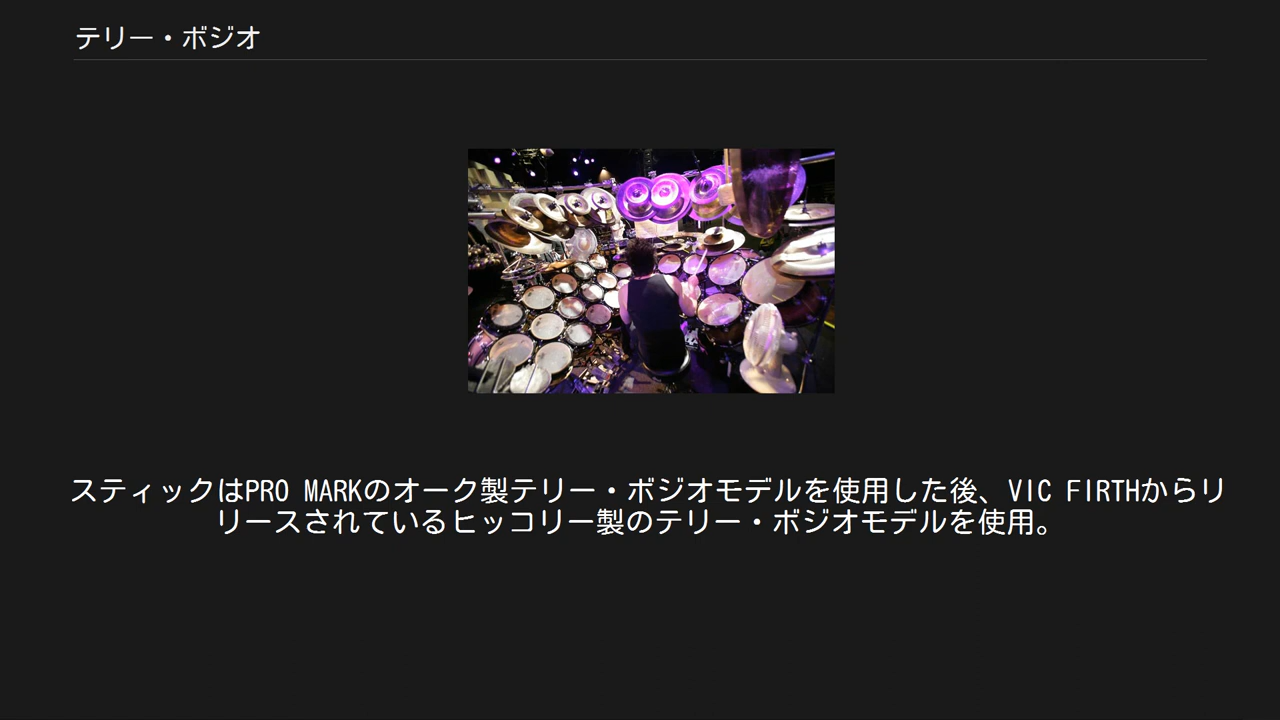 テリー・ボジオ
スティックはPRO MARKのオーク製テリー・ボジオモデルを使用した後、VIC FIRTHからリ
リースされているヒッコリー製のテリー・ボジオモデルを使用。